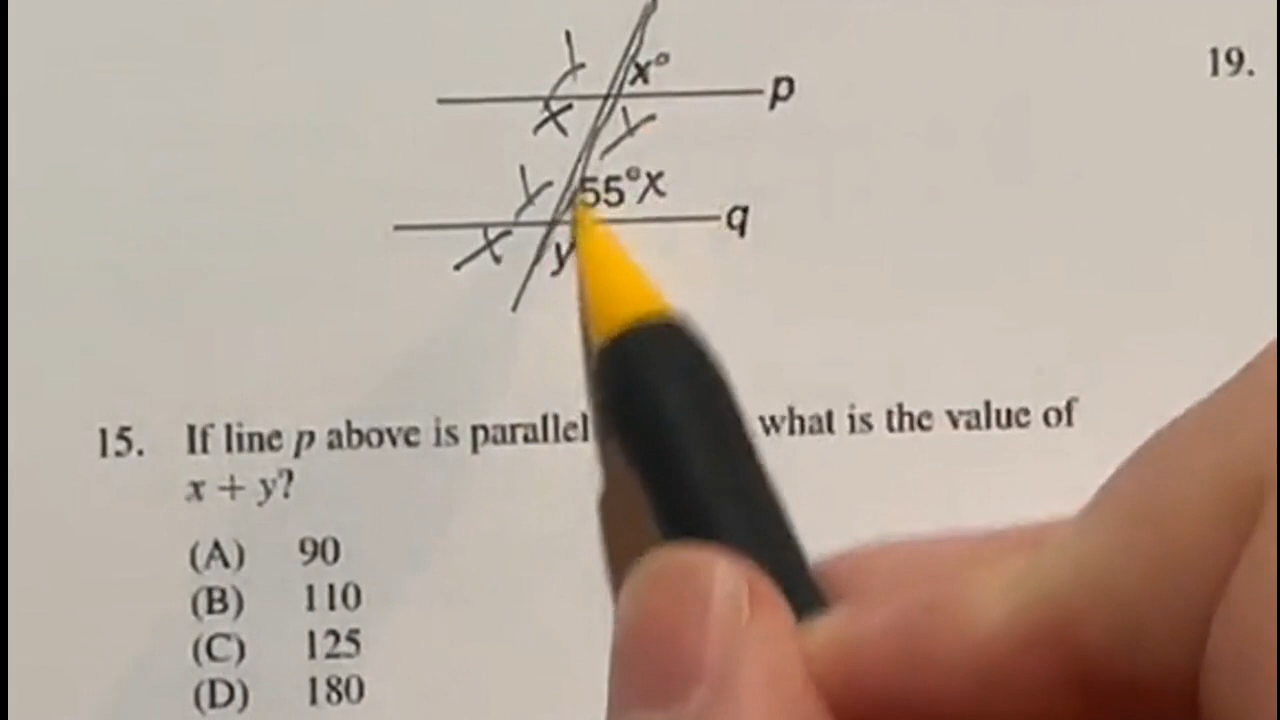 19.
Y
x°
p
X
Y
Y
55°X
q
X
y
15. If line p above is parallel what is the value of
x + y?
(A) 90
(B) 110
(C) 125
(D) 180